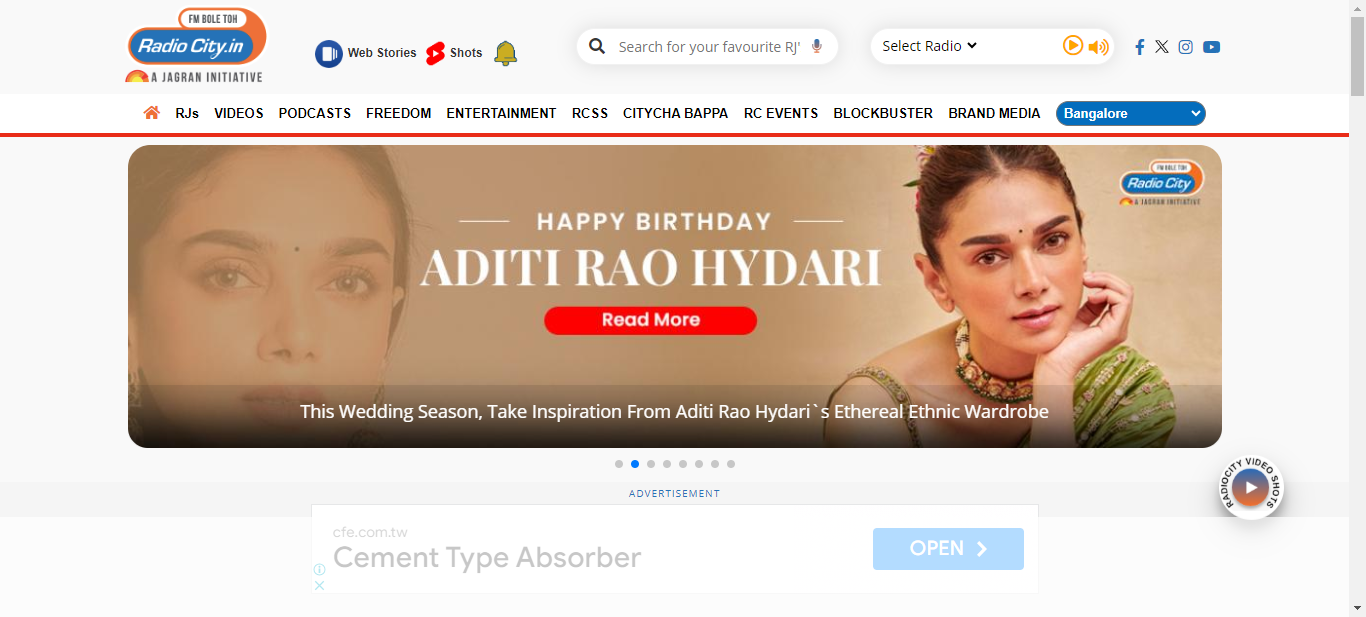 FM BOLE TOH
Radio City.in
A JAGRAN INITIATIVE
Web Stories
Shots
Search for your favourite RJ'
Select Radio
RJs VIDEOS PODCASTS FREEDOM ENTERTAINMENT RCSS CITYCHA BAPPA RC EVENTS BLOCKBUSTER BRAND MEDIA Bangalore
FM BOLE TOH
Radio City
A JAGRAN INITIATIVE
HAPPY BIRTHDAY
ADITI RAO HYDARI
Read More
This Wedding Season, Take Inspiration From Aditi Rao Hydari`s Ethereal Ethnic Wardrobe
RADIOCITY VIDEO SHOTS
ADVERTISEMENT
cfe.com.tw
Cement Type Absorber
OPEN